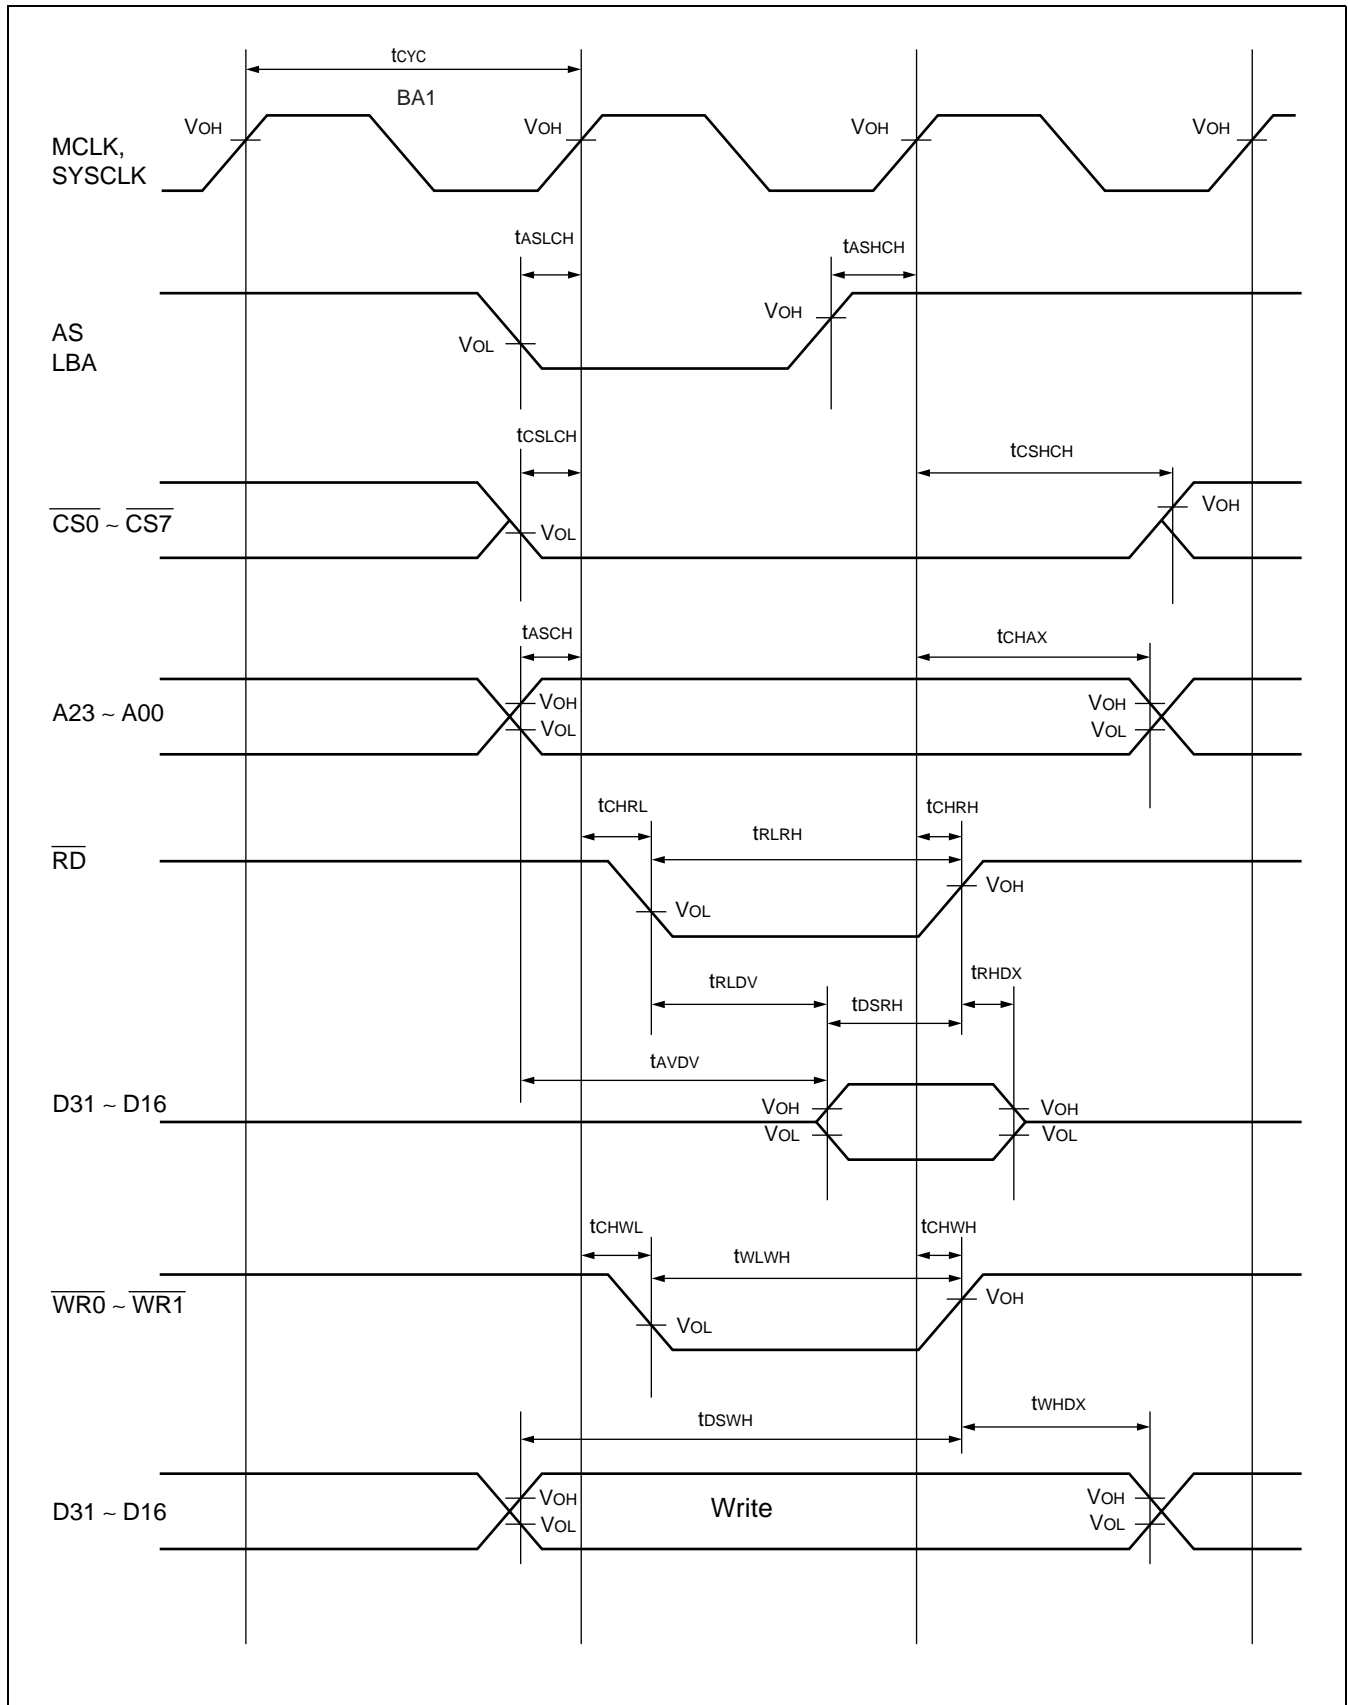 tCYC
BA1
VOH VOH VOH VOH
MCLK,
SYSCLK
tASLCH tASHCH
VOH
AS
VOL
LBA
tCSLCH tCSHCH
VOH
CS0 ~ CS7
VOL
tASCH tCHAX
A23 ~ A00
VOH VOH
VOL VOL
tCHRL tCHRH
tRLRH
RD
VOH
VOL
tRLDV tRHDX
tDSRH
tAVDV
D31 ~ D16
VOH VOH
VOL VOL
tCHWL tCHWH
tWLWH
WR0 ~ WR1
VOH
VOL
tDSWH tWHDX
D31 ~ D16
VOH Write VOH
VOL VOL